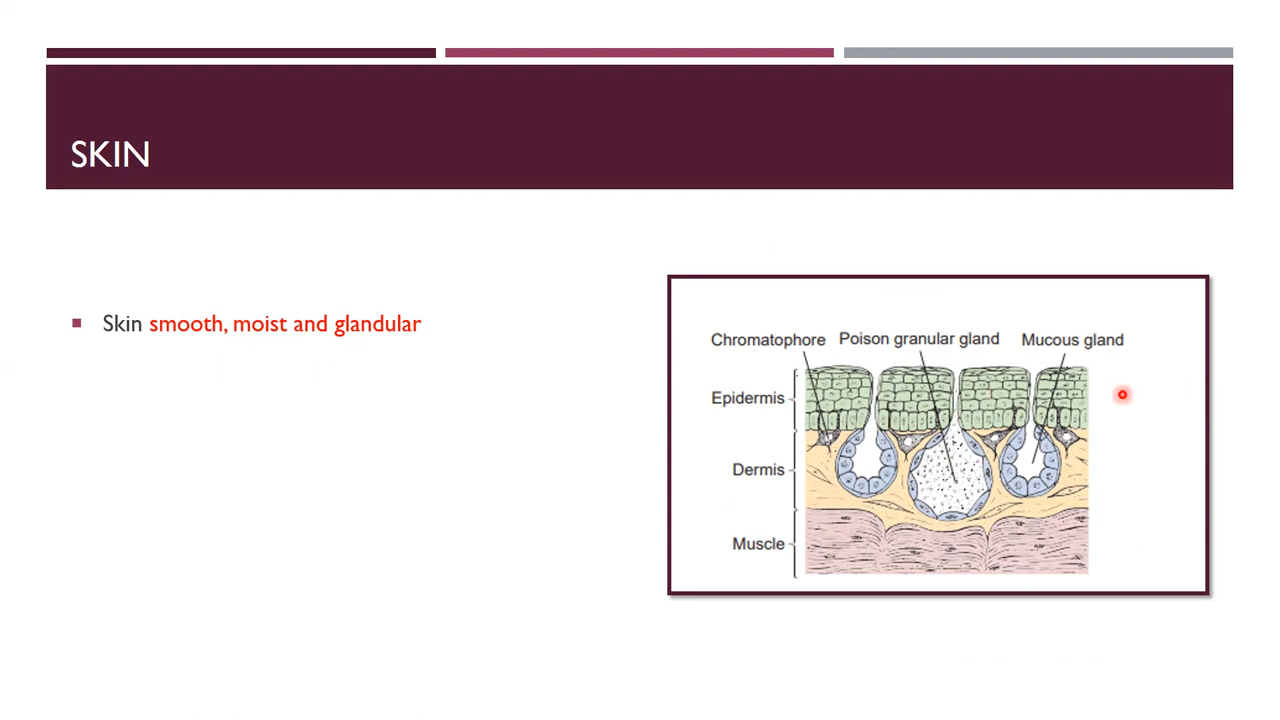 SKIN
Skin smooth, moist and glandular
Chromatophore Poison granular gland Mucous gland
Epidermis
Dermis
Muscle